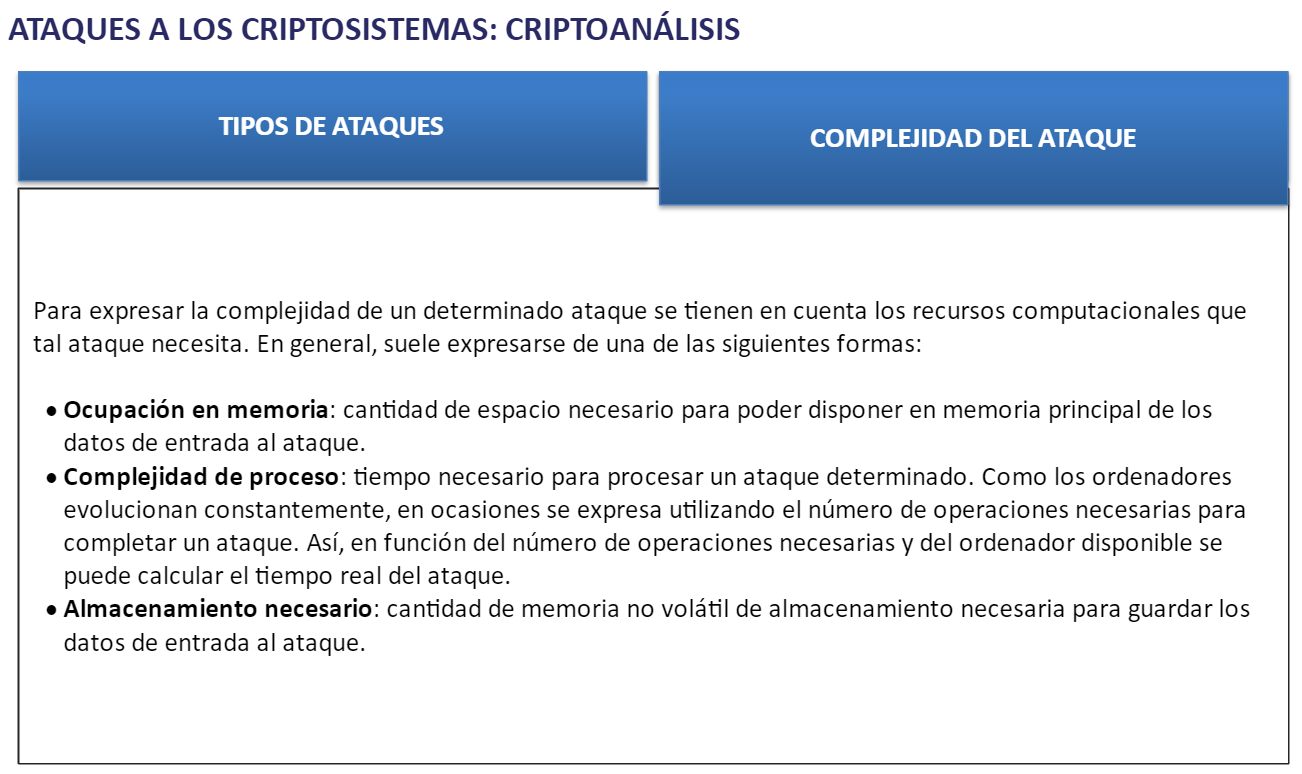 ATAQUES A LOS CRIPTOSISTEMAS: CRIPTOANÁLISIS
TIPOS DE ATAQUES
COMPLEJIDAD DEL ATAQUE
Para expresar la complejidad de un determinado ataque se tienen en cuenta los recursos computacionales que
tal ataque necesita. En general, suele expresarse de una de las siguientes formas:
• Ocupación en memoria: cantidad de espacio necesario para poder disponer en memoria principal de los
datos de entrada al ataque.
• Complejidad de proceso: tiempo necesario para procesar un ataque determinado. Como los ordenadores
evolucionan constantemente, en ocasiones se expresa utilizando el número de operaciones necesarias para
completar un ataque. Así, en función del número de operaciones necesarias y del ordenador disponible se
puede calcular el tiempo real del ataque.
• Almacenamiento necesario: cantidad de memoria no volátil de almacenamiento necesaria para guardar los
datos de entrada al ataque.